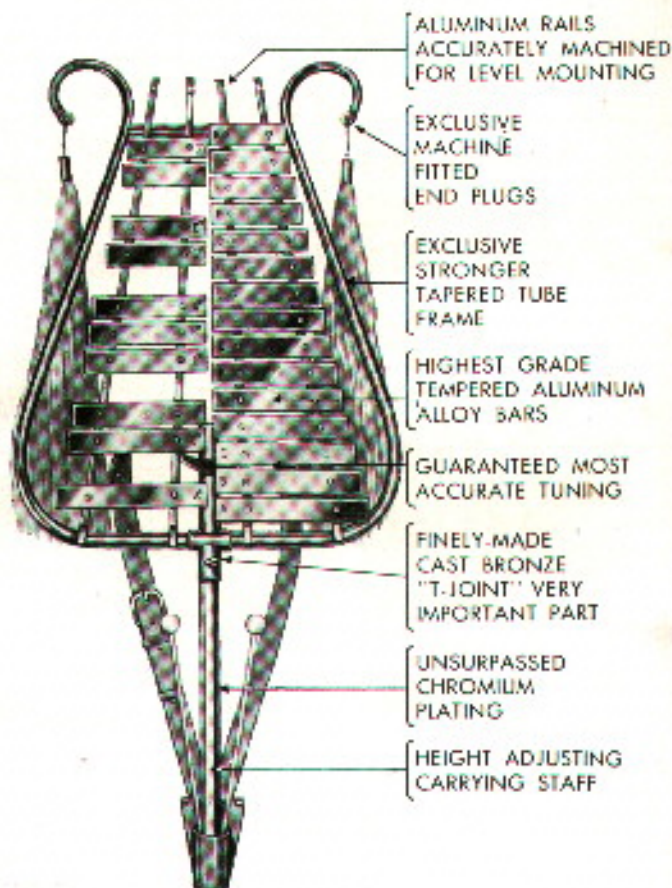 ALUMINUM RAILS
ACCURATELY MACHINED
FOR LEVEL MOUNTING
EXCLUSIVE
MACHINE
FITTED
END PLUGS
EXCLUSIVE
STRONGER
TAPERED TUBE
FRAME
HIGHEST GRADE
TEMPERED ALUMINUM
ALLOY BARS
GUARANTEED MOST
ACCURATE TUNING
FINELY-MADE
CAST BRONZE
"T-JOINT" VERY
IMPORTANT PART
UNSURPASSED
CHROMIUM
PLATING
HEIGHT ADJUSTING
CARRYING STAFF